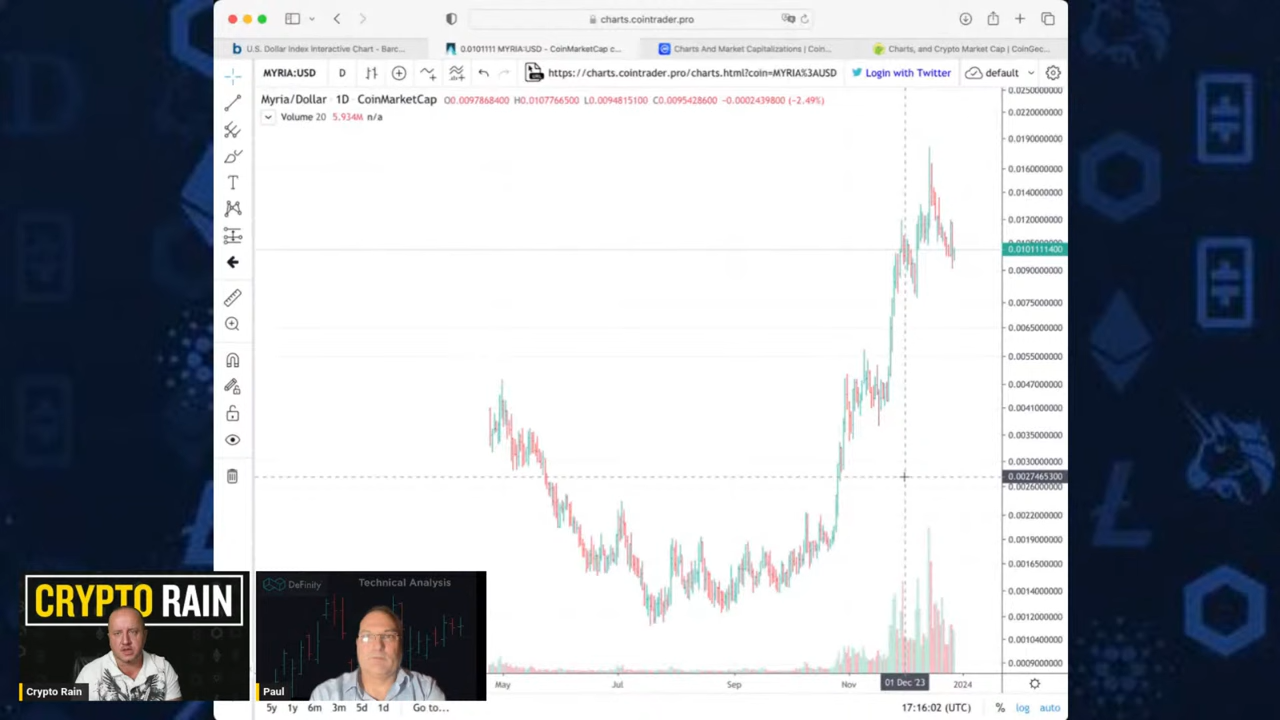 charts.cointrader.pro
U.S. Dollar Index Interactive Chart - Barc...
0.0101111 MYRIA:USD - CoinMarketCap c...
Charts And Market Capitalizations | Coin...
Charts, and Crypto Market Cap | CoinGec...
MYRIA:USD
D
https://charts.cointrader.pro/charts.html?coin=MYRIA%3AUSD
Login with Twitter
default
Myria/Dollar 1D CoinMarketCap O0.0097868400 H0.0107766500 L0.0094815100 C0.0095428600 -0.0002439800 (-2.49%)
Volume 20 5.934M n/a
0.0250000000
0.0220000000
0.0190000000
0.0160000000
0.0140000000
0.0120000000
0.0101111400
0.0090000000
0.0075000000
0.0065000000
0.0055000000
0.0047000000
0.0041000000
0.0035000000
0.0030000000
0.0027465300
0.0026000000
0.0022000000
0.0019000000
0.0016500000
0.0014000000
0.0012000000
0.0010400000
0.0009000000
May Jul Sep Nov 01 Dec '23 2024
5y 1y 6m 3m 5d 1d Go to... 17:16:02 (UTC) % log auto
CRYPTO RAIN
Crypto Rain
DeFinity
Technical Analysis
Paul